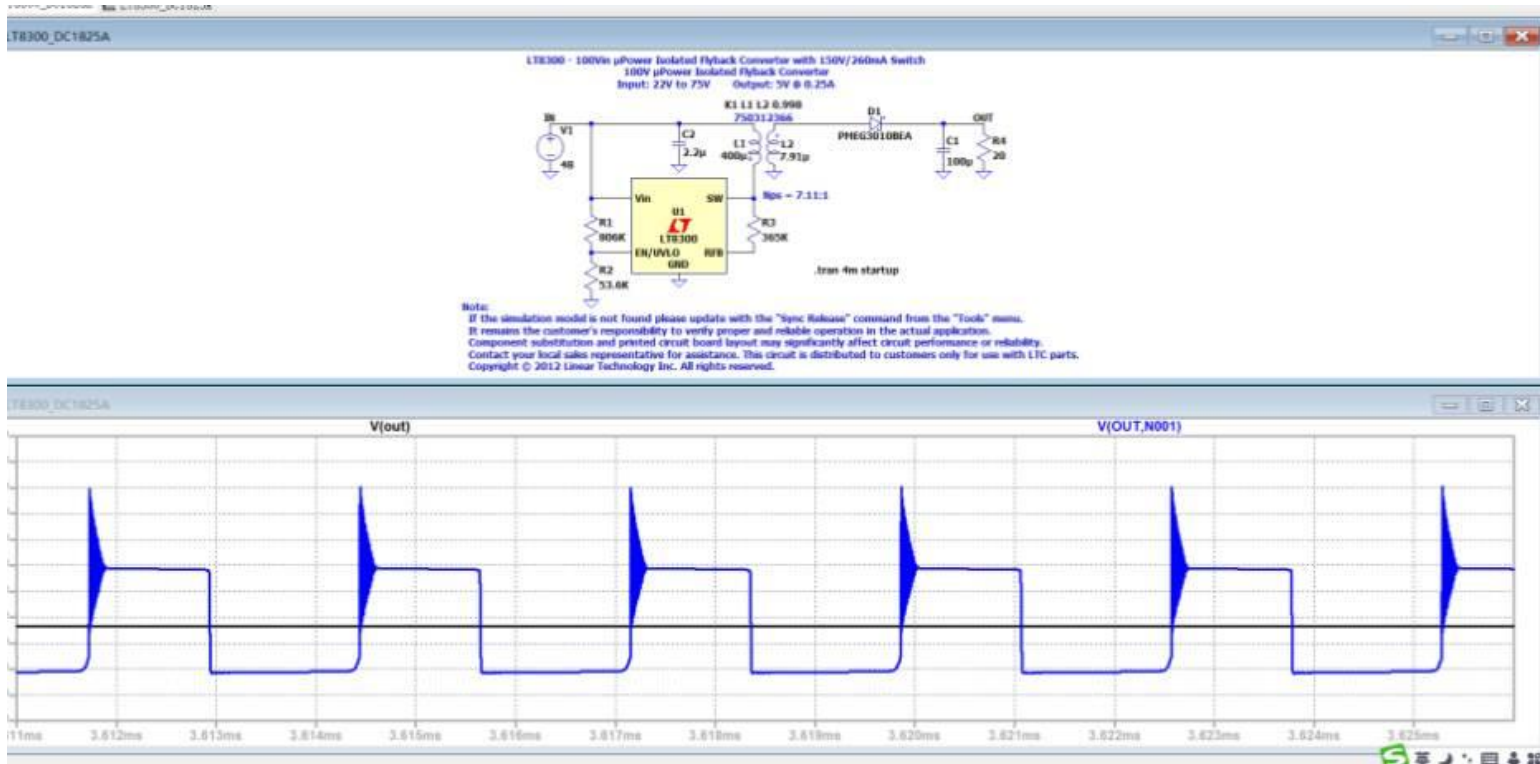 LT8300_DC1825A
LT8300 - 100Vin µPower Isolated Flyback Converter with 150V/260mA Switch
100V µPower Isolated Flyback Converter
Input: 22V to 75V Output: 5V @ 0.25A
K1 L1 L2 0.998
750312366
D1
IN
OUT
V1
C2
PMEG3010BEA
C1
R4
L1
L2
2.2µ
400µ
7.91µ
48
100µ
20
Vin
SW
Nps = 7.11:1
U1
R1
R3
806K
LT8300
365K
EN/UVLO
RFB
GND
R2
.tran 4m startup
53.6K
Note:
If the simulation model is not found please update with the "Sync Release" command from the "Tools" menu.
It remains the customer's responsibility to verify proper and reliable operation in the actual application.
Component substitution and printed circuit board layout may significantly affect circuit performance or reliability.
Contact your local sales representative for assistance. This circuit is distributed to customers only for use with LTC parts.
Copyright © 2012 Linear Technology Inc. All rights reserved.
LT8300_DC1825A
V(out) V(OUT,N001)
3.612ms 3.613ms 3.614ms 3.615ms 3.616ms 3.617ms 3.618ms 3.619ms 3.620ms 3.621ms 3.622ms 3.623ms 3.624ms 3.625ms
英